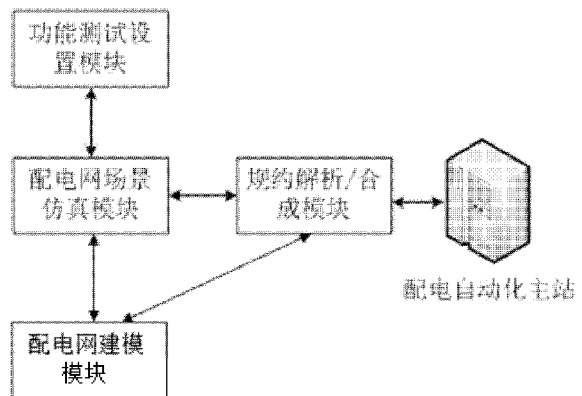 功能测试设
置模块
配电网场景
仿真模块
规约解析/合
成模块
配电自动化主站
配电网建模
模块